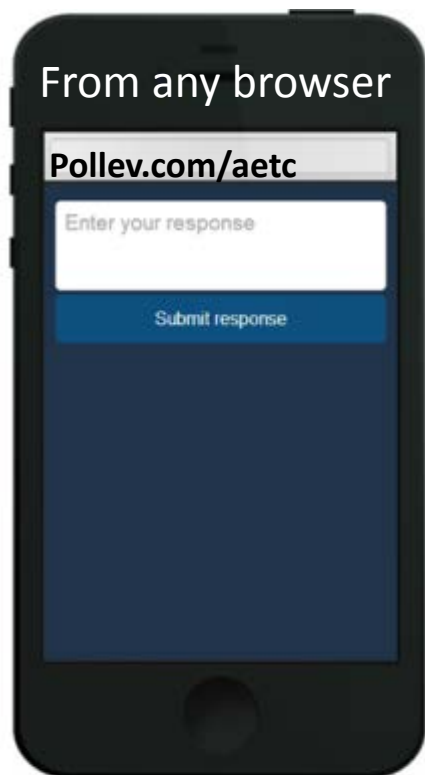 From any browser
Pollev.com/aetc
Enter your response
Submit response